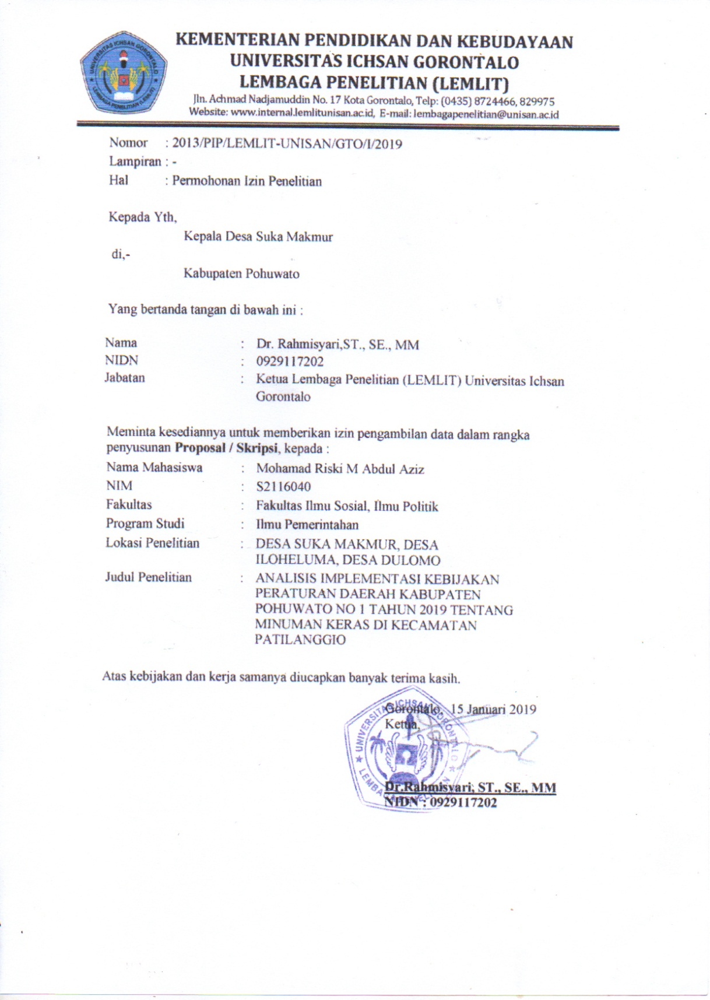 KEMENTERIAN PENDIDIKAN DAN KEBUDAYAAN
UNIVERSITAS ICHSAN GORONTALO
LEMBAGA PENELITIAN (LEMLIT)
Jln. Achmad Nadjamuddin No. 17 Kota Gorontalo, Telp: (0435) 8724466, 829975
Website: www.internal.lemlitunisan.ac.id, E-mail: lembagapenelitian@unisan.ac.id
UNIVERSITAS ICHSAN GORONTALO
LEMBAGA PENELITIAN (LEMLIT)
Nomor : 2013/PIP/LEMLIT-UNISAN/GTO/I/2019
Lampiran : -
Hal : Permohonan Izin Penelitian
Kepada Yth,
Kepala Desa Suka Makmur
di,-
Kabupaten Pohuwato
Yang bertanda tangan di bawah ini :
Nama : Dr. Rahmisyari,ST., SE., MM
NIDN : 0929117202
Jabatan : Ketua Lembaga Penelitian (LEMLIT) Universitas Ichsan
Gorontalo
Meminta kesediannya untuk memberikan izin pengambilan data dalam rangka
penyusunan Proposal / Skripsi, kepada :
Nama Mahasiswa : Mohamad Riski M Abdul Aziz
NIM : S2116040
Fakultas : Fakultas Ilmu Sosial, Ilmu Politik
Program Studi : Ilmu Pemerintahan
Lokasi Penelitian : DESA SUKA MAKMUR, DESA
ILOHELUMA, DESA DULOMO
Judul Penelitian : ANALISIS IMPLEMENTASI KEBIJAKAN
PERATURAN DAERAH KABUPATEN
POHUWATO NO 1 TAHUN 2019 TENTANG
MINUMAN KERAS DI KECAMATAN
PATILANGGIO
Atas kebijakan dan kerja samanya diucapkan banyak terima kasih.
Gorontalo, 15 Januari 2019
Ketua,
UNIVERSITAS ICHSAN GORONTALO
LEMBAGA PENELITIAN
Dr.Rahmisyari, ST., SE., MM
NIDN : 0929117202